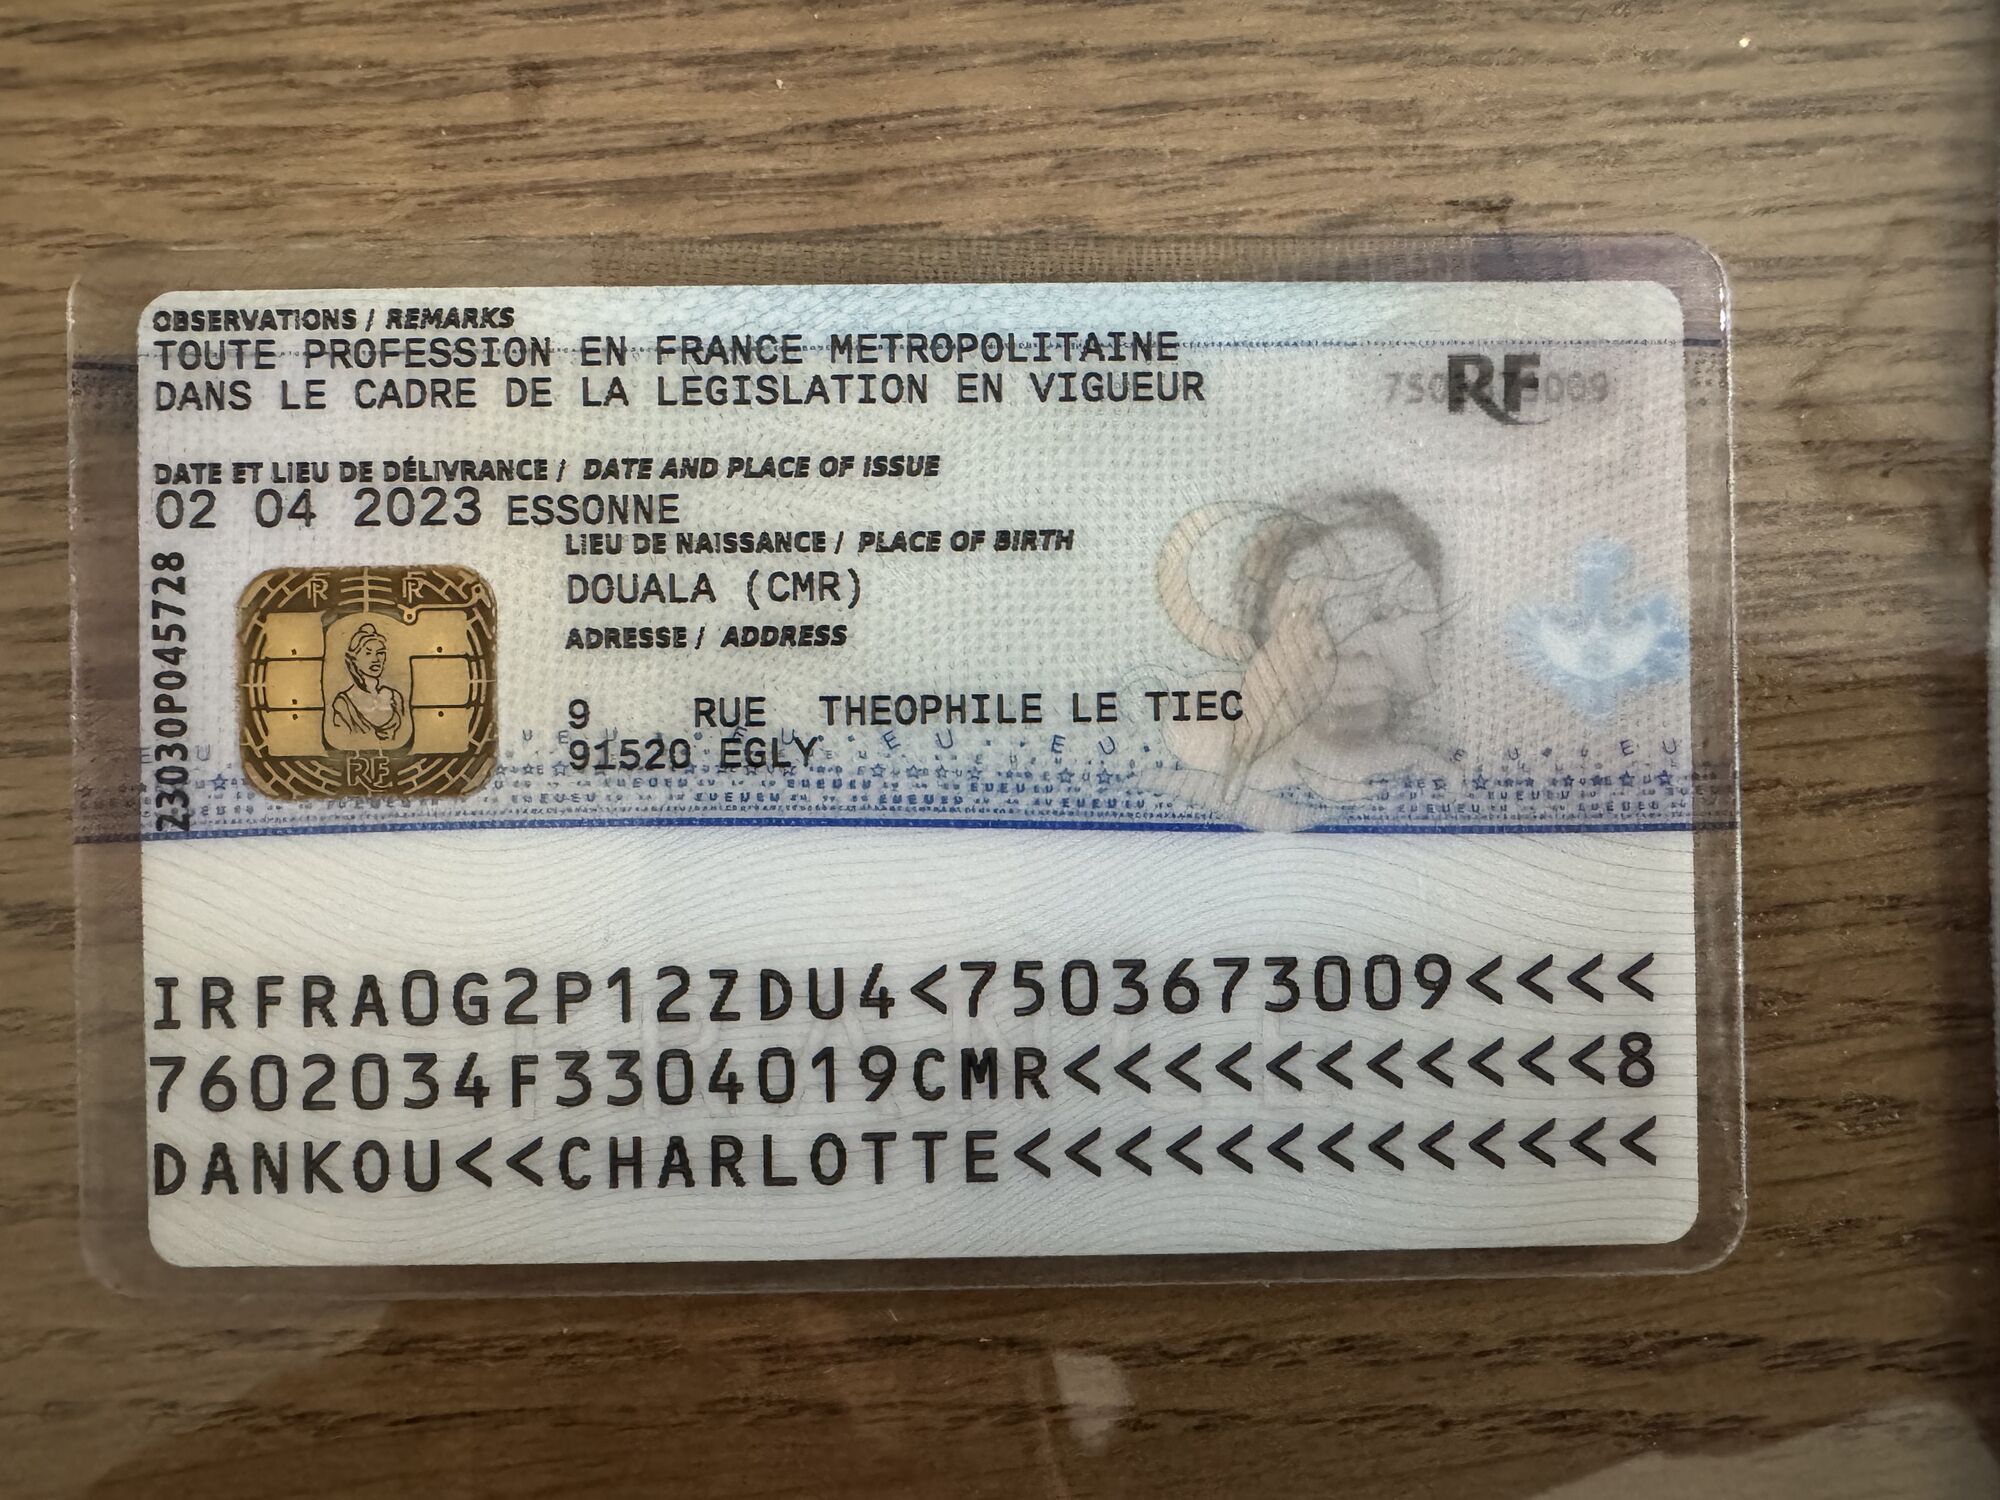 OBSERVATIONS / REMARKS
TOUTE PROFESSION EN FRANCE METROPOLITAINE
DANS LE CADRE DE LA LEGISLATION EN VIGUEUR
RF
DATE ET LIEU DE DÉLIVRANCE / DATE AND PLACE OF ISSUE
02 04 2023 ESSONNE
LIEU DE NAISSANCE / PLACE OF BIRTH
DOUALA (CMR)
ADRESSE / ADDRESS
9 RUE THEOPHILE LE TIEC
91520 EGLY
23030P045728
RF
IRFRA0G2P12ZDU4<7503673009<<<<
7602034F3304019CMR<<<<<<<<<<<8
DANKOU<<CHARLOTTE<<<<<<<<<<<<<